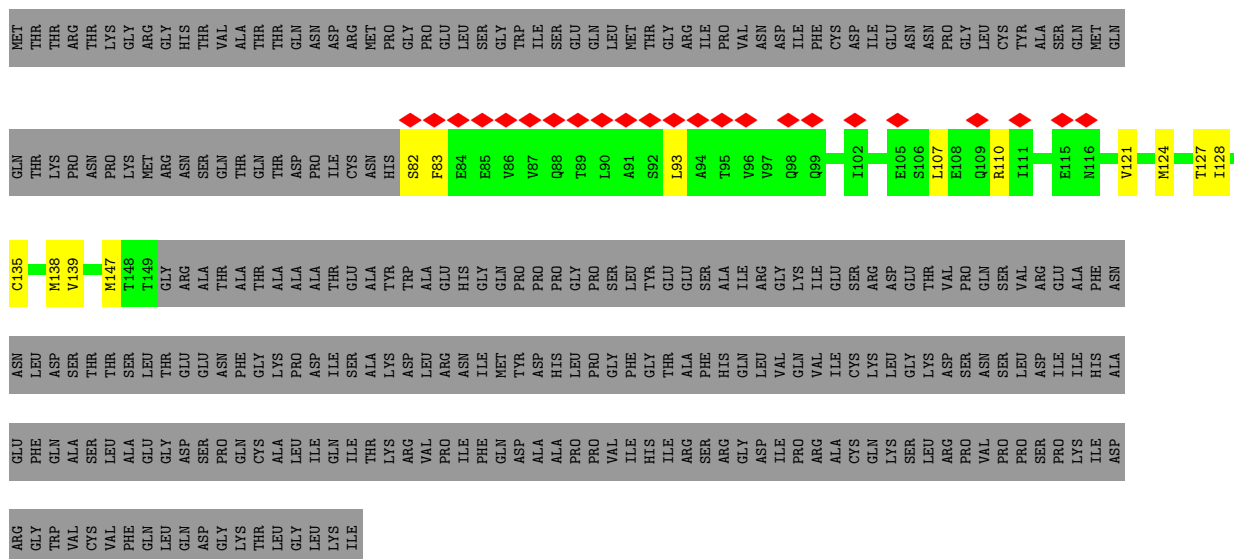 MET THR THR ARG THR LYS GLY ARG GLY HIS THR VAL ALA THR THR GLN ASN ASP ARG MET PRO GLY PRO GLU LEU SER GLY TRP ILE SER GLU GLN LEU MET THR GLY ARG ILE PRO VAL ASN ASP ILE PHE CYS ASP ILE GLU ASN ASN PRO GLY LEU CYS TYR ALA SER GLN MET GLN
GLN THR LYS PRO ASN PRO LYS MET ARG ASN SER GLN THR GLN THR ASP PRO ILE CYS ASN HIS S82 F83 E84 E85 V86 V87 Q88 T89 L90 A91 S92 L93 A94 T95 V96 V97 Q98 Q99 I102 E105 S106 L107 E108 Q109 R110 I111 E115 N116 V121 M124 T127 I128
C135 M138 V139 M147 T148 T149 GLY ARG ALA THR ALA THR ALA ALA ALA THR GLU ALA TYR TRP ALA GLU HIS GLY GLN PRO PRO PRO GLY PRO SER LEU TYR GLU GLU SER ALA ILE ARG GLY LYS ILE GLU SER ARG ASP GLU THR VAL PRO GLN SER VAL ARG GLU ALA PHE ASN
ASN LEU ASP SER THR THR SER LEU THR GLU GLU ASN PHE GLY LYS PRO ASP ILE SER ALA LYS ASP LEU ARG ASN ILE MET TYR ASP HIS LEU PRO GLY PHE GLY THR ALA PHE HIS GLN LEU VAL GLN VAL ILE CYS LYS LEU GLY LYS ASP SER ASN SER LEU ASP ILE ILE HIS ALA
GLU PHE GLN ALA SER LEU ALA GLU GLY ASP SER PRO GLN CYS ALA LEU ILE GLN ILE THR LYS ARG VAL PRO ILE PHE GLN ASP ALA ALA PRO PRO VAL ILE HIS ILE ARG SER ARG GLY ASP ILE PRO ARG ALA CYS GLN LYS SER LEU ARG PRO VAL PRO PRO SER PRO LYS ILE ASP
ARG GLY TRP VAL CYS VAL PHE GLN LEU GLN ASP GLY LYS THR LEU GLY LEU LYS ILE